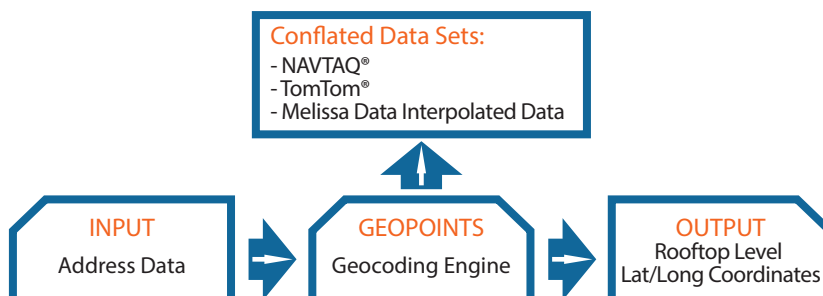 Conflated Data Sets:
- NAVTAQ®
- TomTom®
- Melissa Data Interpolated Data
INPUT
Address Data
GEOPOINTS
Geocoding Engine
OUTPUT
Rooftop Level
Lat/Long Coordinates